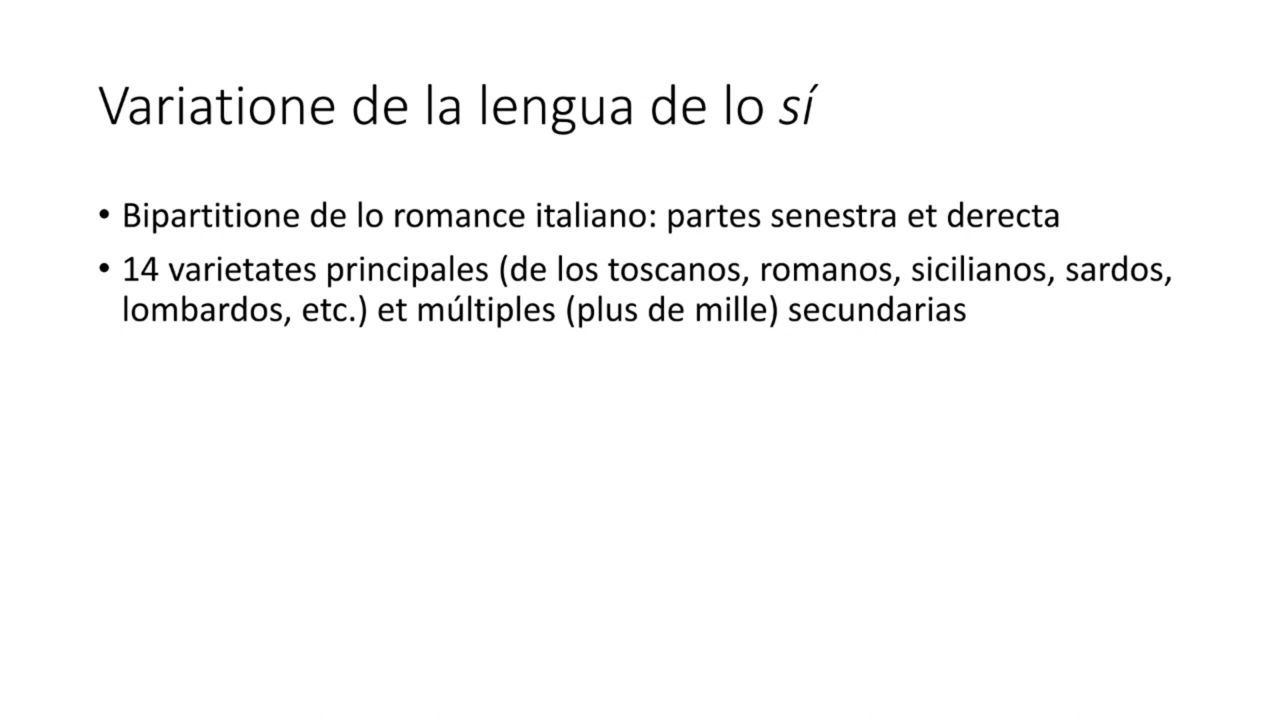 Variatione de la lengua de lo sí
• Bipartitione de lo romance italiano: partes senestra et derecta
• 14 varietates principales (de los toscanos, romanos, sicilianos, sardos,
lombardos, etc.) et múltiples (plus de mille) secundarias